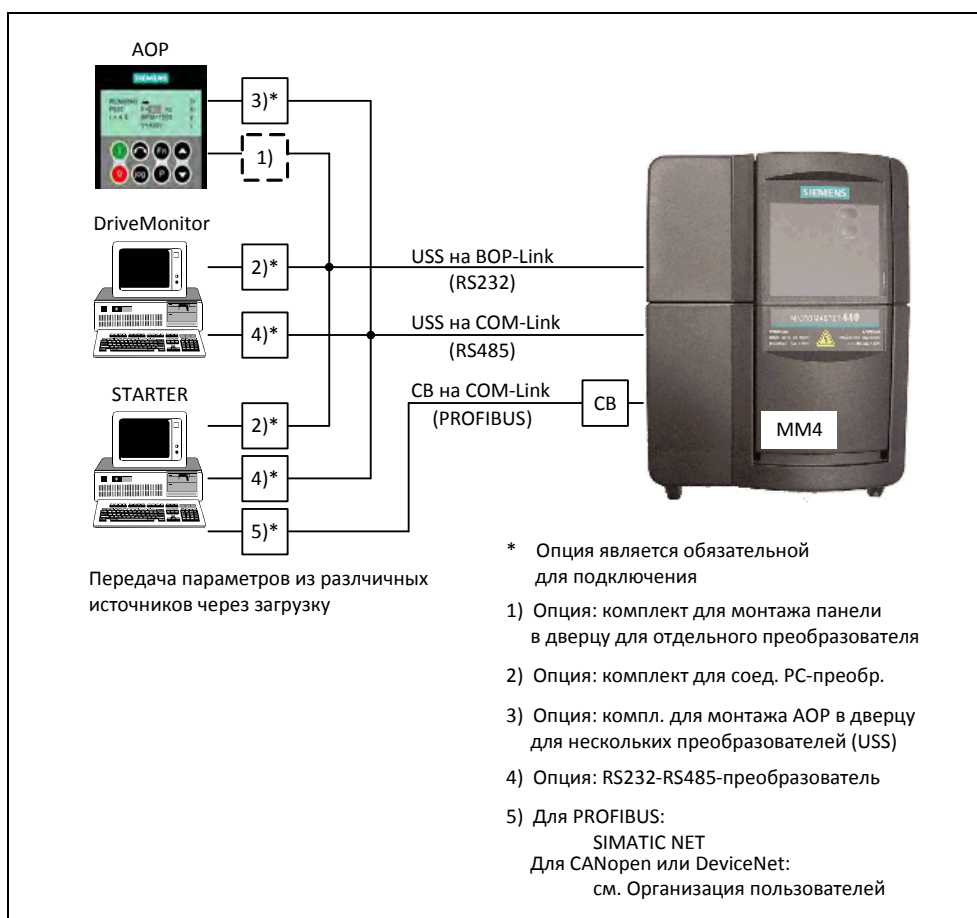 AOP
SIEMENS
3)*
1)
DriveMonitor
2)*
4)*
STARTER
2)*
4)*
5)*
USS на BOP-Link
(RS232)
USS на COM-Link
(RS485)
CB на COM-Link
(PROFIBUS)
CB
SIEMENS
MICROMASTER 440
MM4
Передача параметров из разлчичных
источников через загрузку
* Опция является обязательной
для подключения
1) Опция: комплект для монтажа панели
в дверцу для отдельного преобразователя
2) Опция: комплект для соед. PC-преобр.
3) Опция: компл. для монтажа AOP в дверцу
для нескольких преобразователей (USS)
4) Опция: RS232-RS485-преобразователь
5) Для PROFIBUS:
SIMATIC NET
Для CANopen или DeviceNet:
см. Организация пользователей